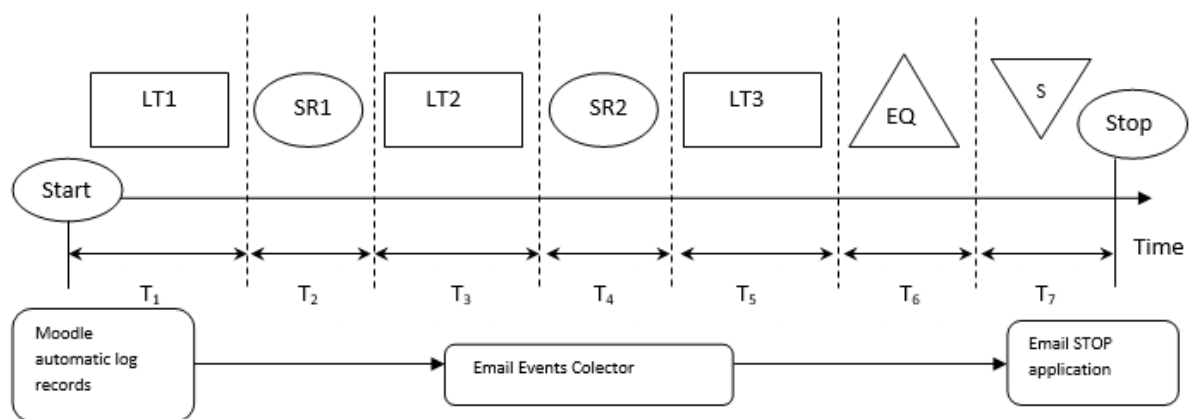 LT1
SR1
LT2
SR2
LT3
EQ
S
Stop
Start
Time
T₁
T₂
T₃
T₄
T₅
T₆
T₇
Moodle
automatic log
records
Email Events Colector
Email STOP
application